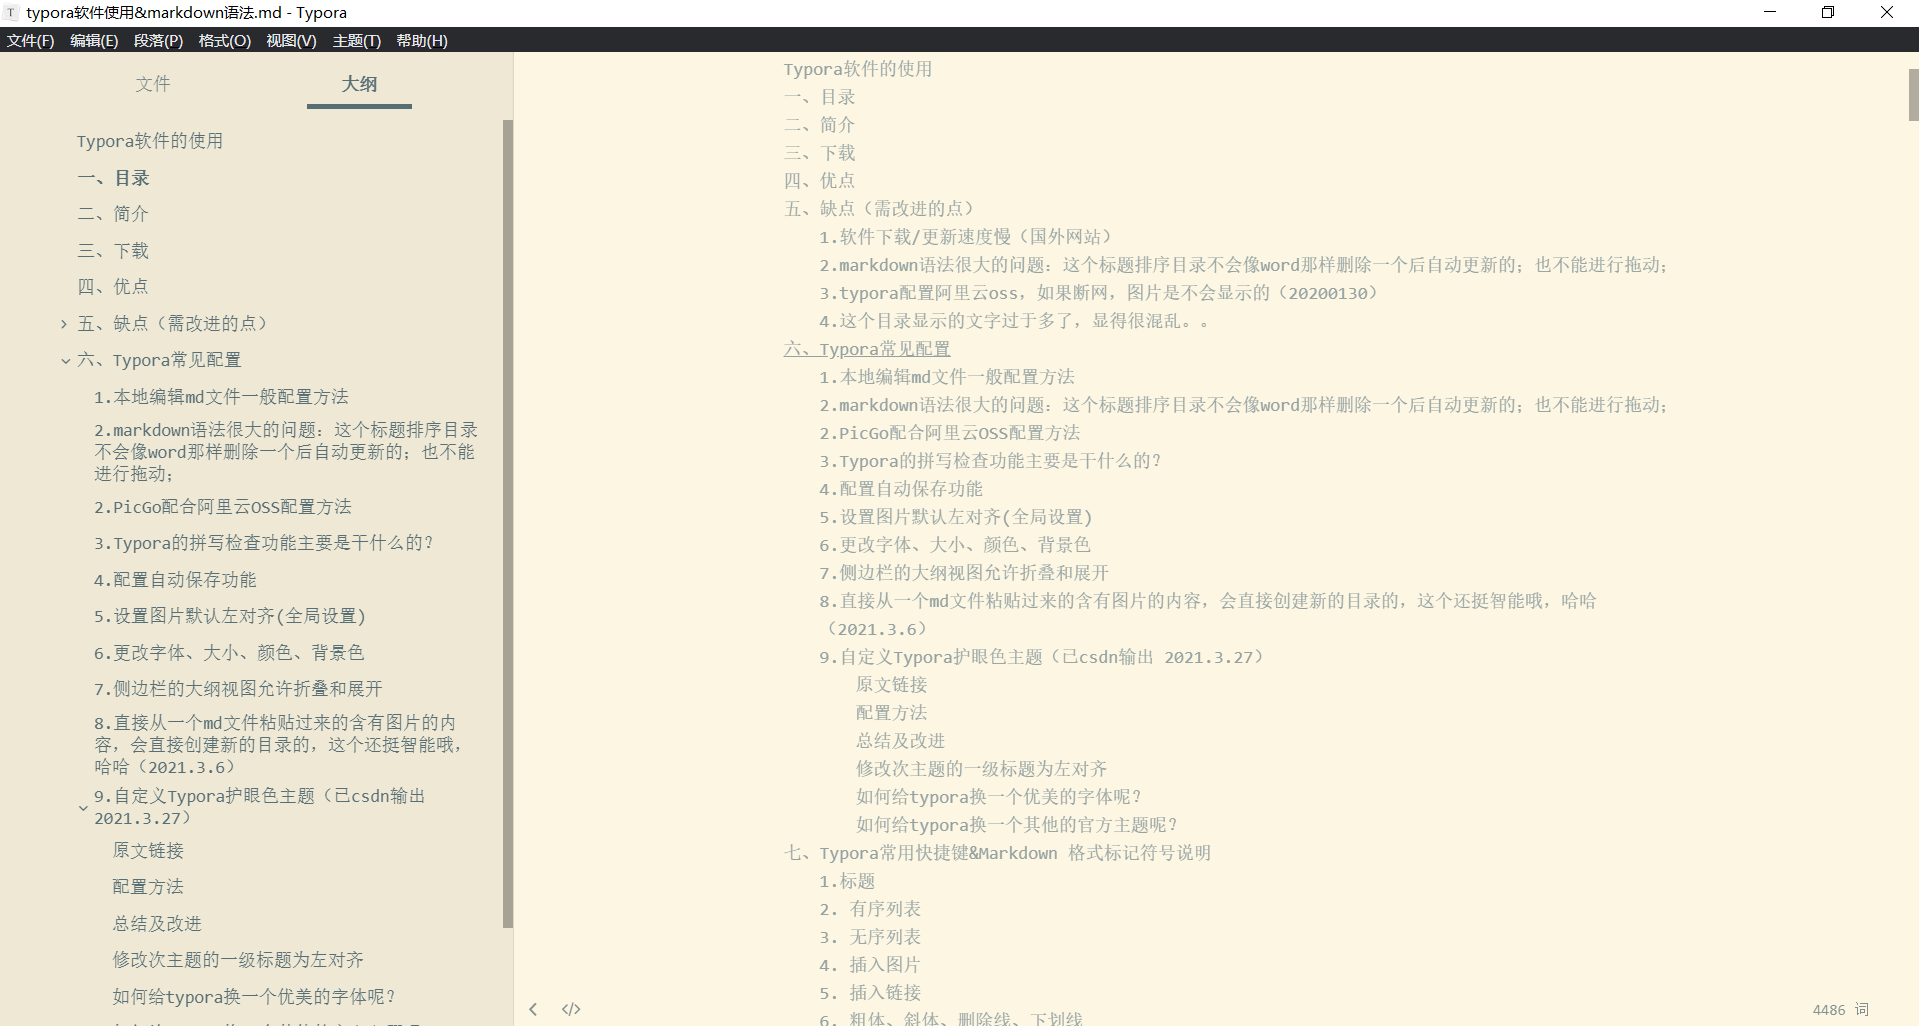 typora软件使用&markdown语法.md - Typora
文件(F) 编辑(E) 段落(P) 格式(O) 视图(V) 主题(T) 帮助(H)
文件 大纲
Typora软件的使用
一、目录
二、简介
三、下载
四、优点
五、缺点（需改进的点）
六、Typora常见配置
1.本地编辑md文件一般配置方法
2.markdown语法很大的问题：这个标题排序目录
不会像word那样删除一个后自动更新的；也不能
进行拖动；
2.PicGo配合阿里云OSS配置方法
3.Typora的拼写检查功能主要是干什么的？
4.配置自动保存功能
5.设置图片默认左对齐(全局设置)
6.更改字体、大小、颜色、背景色
7.侧边栏的大纲视图允许折叠和展开
8.直接从一个md文件粘贴过来的含有图片的内
容，会直接创建新的目录的，这个还挺智能哦，
哈哈（2021.3.6）
9.自定义Typora护眼色主题（已csdn输出
2021.3.27）
原文链接
配置方法
总结及改进
修改次主题的一级标题为左对齐
如何给typora换一个优美的字体呢？
Typora软件的使用
一、目录
二、简介
三、下载
四、优点
五、缺点（需改进的点）
1.软件下载/更新速度慢（国外网站）
2.markdown语法很大的问题：这个标题排序目录不会像word那样删除一个后自动更新的；也不能进行拖动；
3.typora配置阿里云oss，如果断网，图片是不会显示的（20200130）
4.这个目录显示的文字过于多了，显得很混乱。。
六、Typora常见配置
1.本地编辑md文件一般配置方法
2.markdown语法很大的问题：这个标题排序目录不会像word那样删除一个后自动更新的；也不能进行拖动；
2.PicGo配合阿里云OSS配置方法
3.Typora的拼写检查功能主要是干什么的？
4.配置自动保存功能
5.设置图片默认左对齐(全局设置)
6.更改字体、大小、颜色、背景色
7.侧边栏的大纲视图允许折叠和展开
8.直接从一个md文件粘贴过来的含有图片的内容，会直接创建新的目录的，这个还挺智能哦，哈哈
（2021.3.6）
9.自定义Typora护眼色主题（已csdn输出 2021.3.27）
原文链接
配置方法
总结及改进
修改次主题的一级标题为左对齐
如何给typora换一个优美的字体呢？
如何给typora换一个其他的官方主题呢？
七、Typora常用快捷键&Markdown 格式标记符号说明
1.标题
2. 有序列表
3. 无序列表
4. 插入图片
5. 插入链接
6. 粗体、斜体、删除线、下划线
4486 词